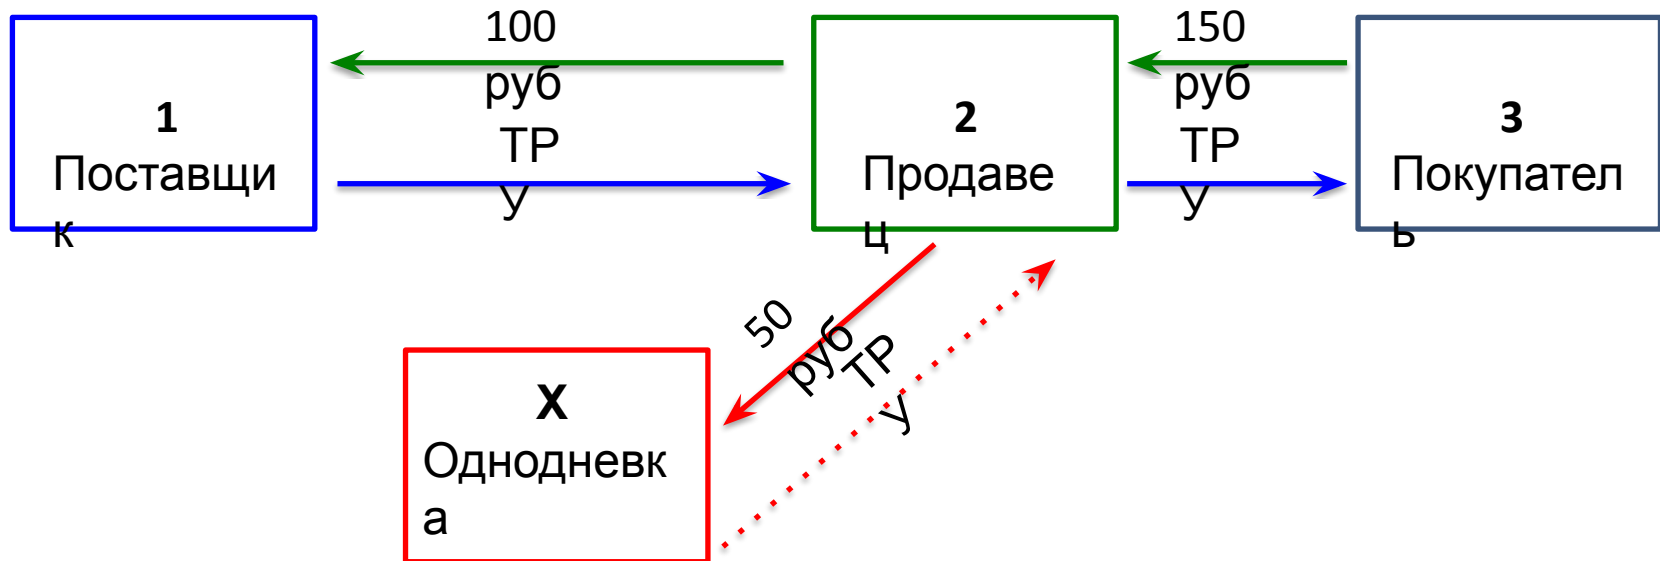 1
Поставщи
к
100
руб
ТР
У
2
Продаве
ц
150
руб
ТР
У
3
Покупател
ь
50
руб
ТР
У
X
Однодневк
а